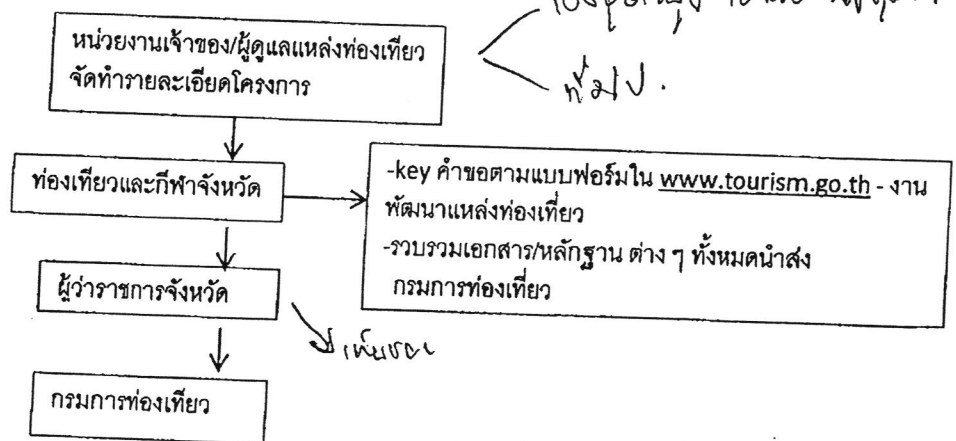 หน่วยงานเจ้าของ/ผู้ดูแลแหล่งท่องเที่ยว
จัดทำรายละเอียดโครงการ
ท่องเที่ยวและกีฬาจังหวัด
-key คำขอตามแบบฟอร์มใน www.tourism.go.th - งาน
พัฒนาแหล่งท่องเที่ยว
-รวบรวมเอกสาร/หลักฐาน ต่าง ๆ ทั้งหมดนำส่ง
กรมการท่องเที่ยว
ผู้ว่าราชการจังหวัด
เห็นชอบ
กรมการท่องเที่ยว